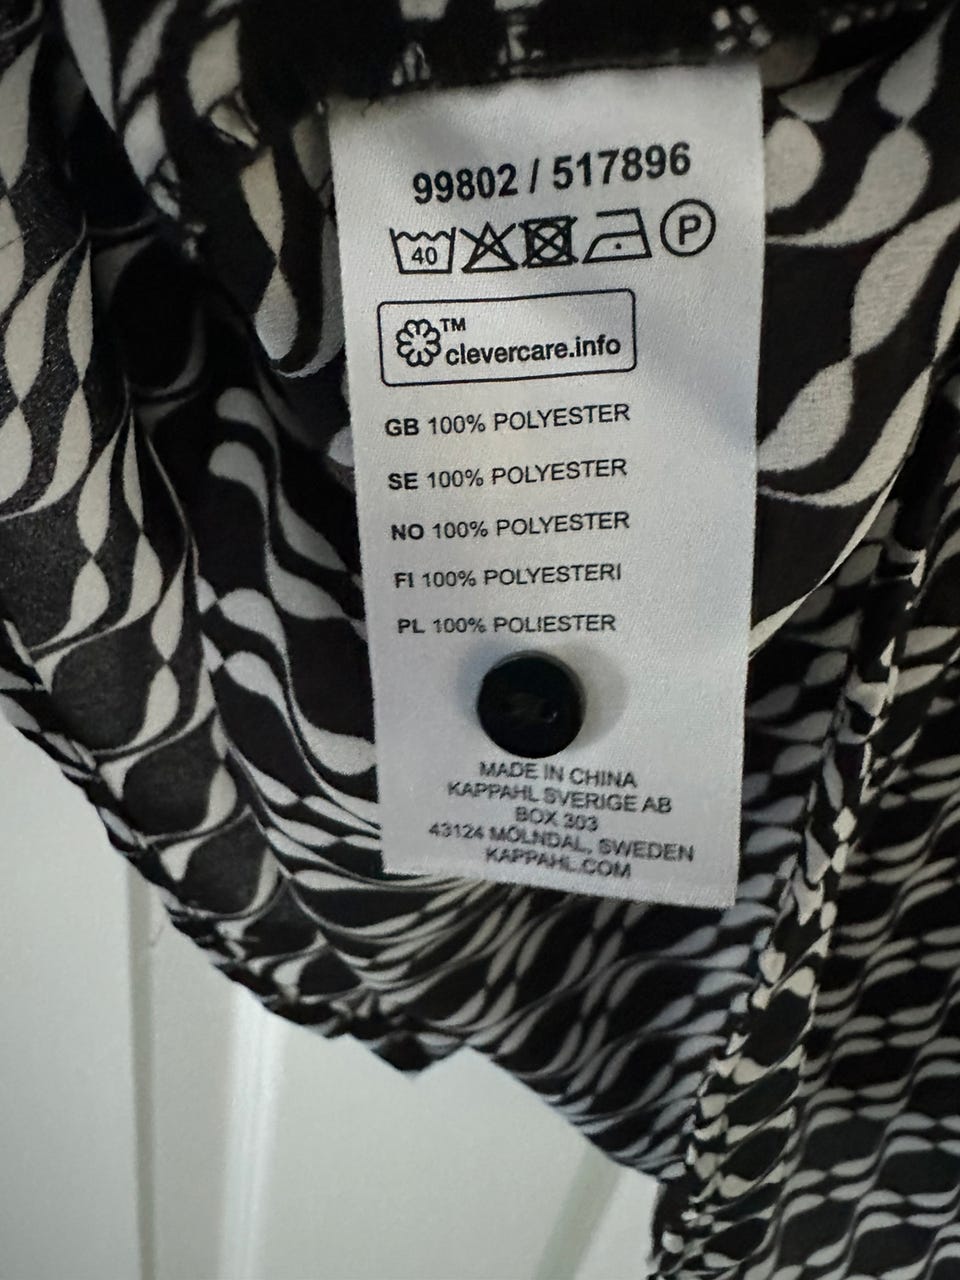 99802 / 517896
40 P
TM
clevercare.info
GB 100% POLYESTER
SE 100% POLYESTER
NO 100% POLYESTER
FI 100% POLYESTERI
PL 100% POLIESTER
MADE IN CHINA
KAPPAHL SVERIGE AB
BOX 303
43124 MÖLNDAL, SWEDEN
KAPPAHL.COM